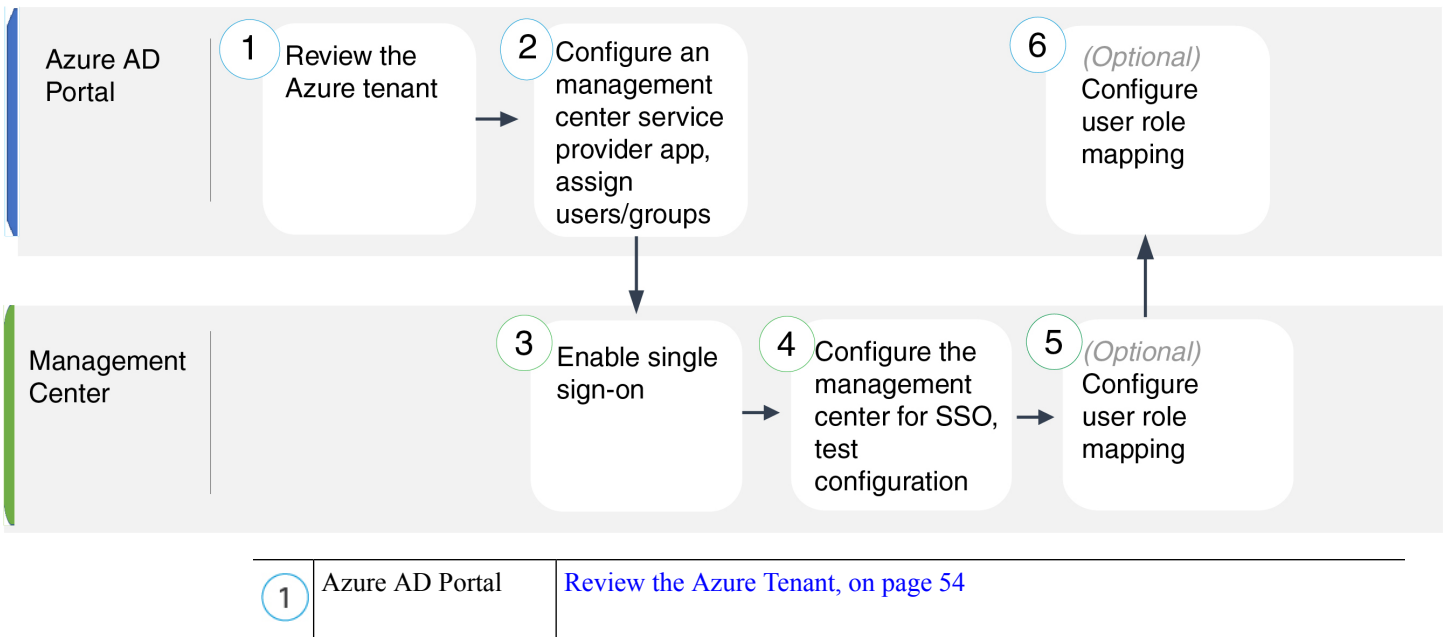 Azure AD
Portal
1
Review the
Azure tenant
2
Configure an
management
center service
provider app,
assign
users/groups
6
(Optional)
Configure
user role
mapping
Management
Center
3
Enable single
sign-on
4
Configure the
management
center for SSO,
test
configuration
5
(Optional)
Configure
user role
mapping
1
Azure AD Portal
Review the Azure Tenant, on page 54